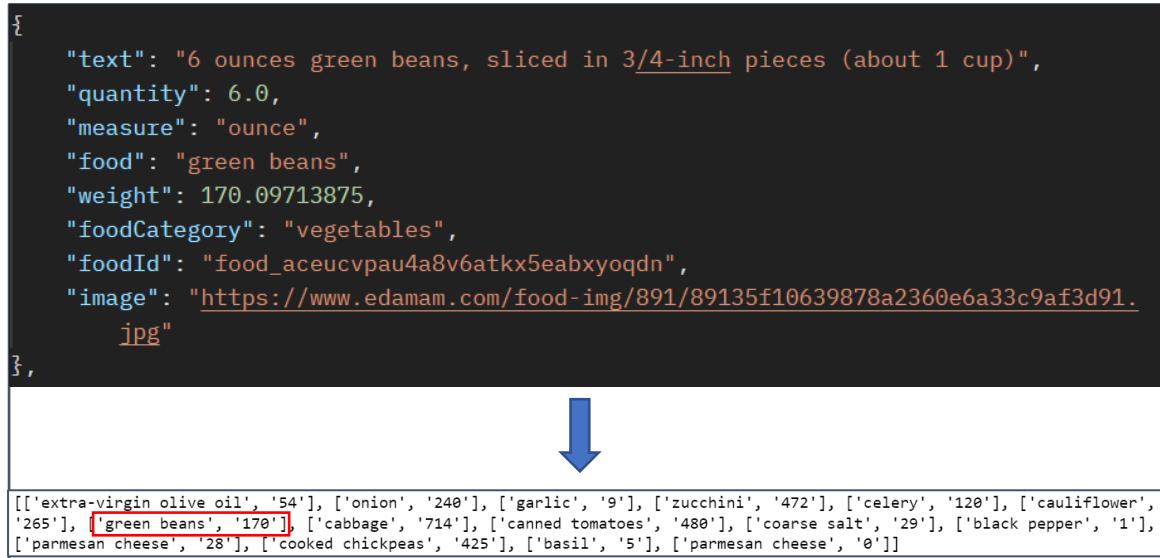 {
"text": "6 ounces green beans, sliced in 3/4-inch pieces (about 1 cup)",
"quantity": 6.0,
"measure": "ounce",
"food": "green beans",
"weight": 170.09713875,
"foodCategory": "vegetables",
"foodId": "food_aceucvpau4a8v6atkx5eabxyoqdn",
"image": "https://www.edamam.com/food-img/891/89135f10639878a2360e6a33c9af3d91.
jpg"
},
[['extra-virgin olive oil', '54'], ['onion', '240'], ['garlic', '9'], ['zucchini', '472'], ['celery', '120'], ['cauliflower',
'265'], ['green beans', '170'], ['cabbage', '714'], ['canned tomatoes', '480'], ['coarse salt', '29'], ['black pepper', '1'],
['parmesan cheese', '28'], ['cooked chickpeas', '425'], ['basil', '5'], ['parmesan cheese', '0']]